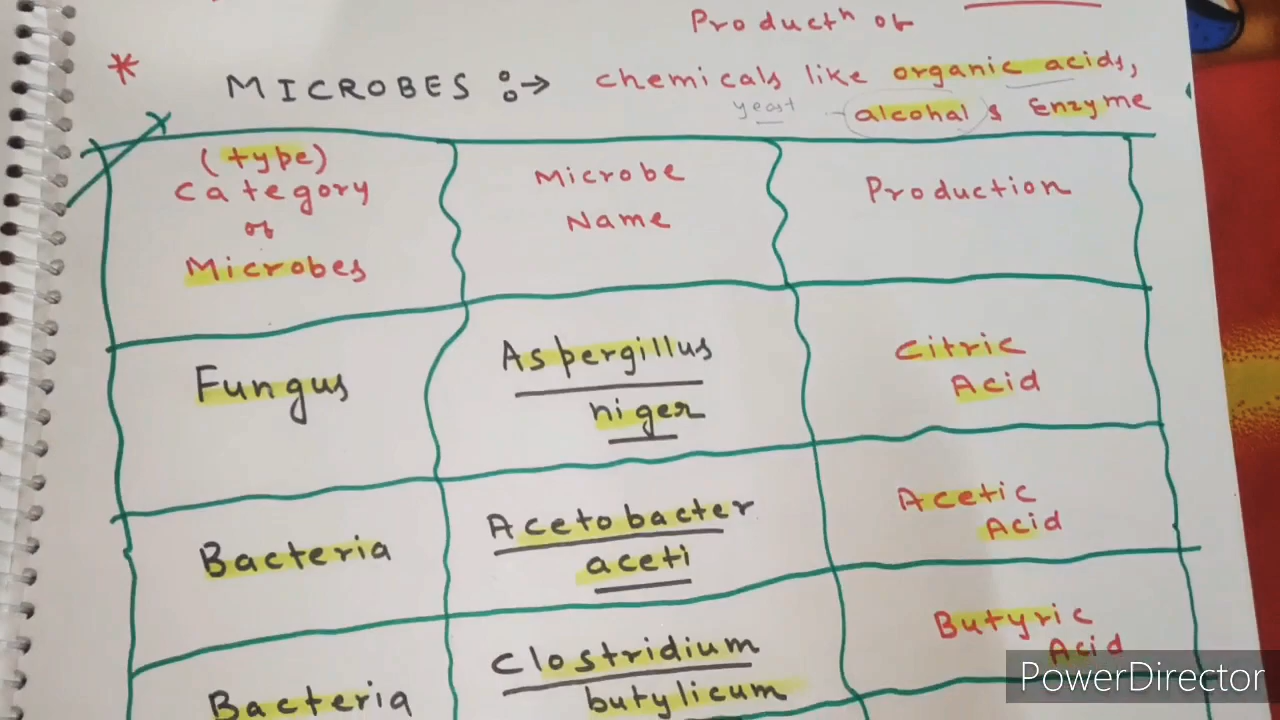 Productⁿ of
* MICROBES :→ chemicals like organic acids,
yeast alcohal & Enzyme
(type)
category
of
Microbes
Microbe
Name
Production
Fungus
Aspergillus
niger
Citric
Acid
Bacteria
Acetobacter
aceti
Acetic
Acid
Bacteria
Clostridium
butylicum
Butyric
Acid
PowerDirector